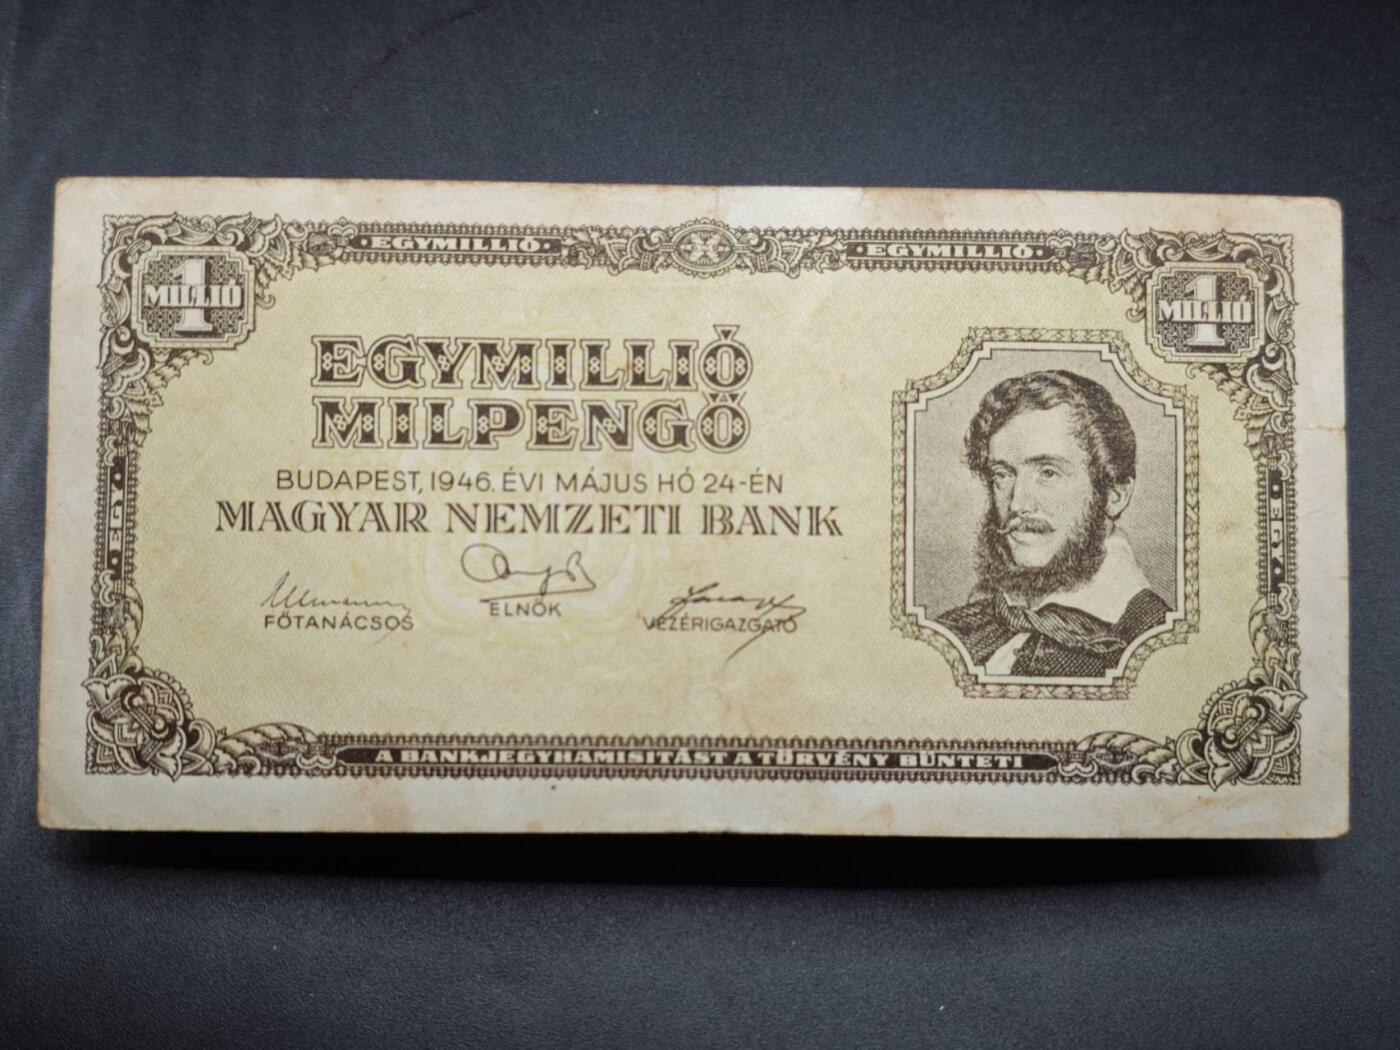 ·EGYMILLIÓ· ·EGYMILLIÓ·
1 MILLIÓ 1 MILLIÓ
EGYMILLIÓ
MILPENGŐ
BUDAPEST, 1946. ÉVI MÁJUS HÓ 24-ÉN
MAGYAR NEMZETI BANK
FŐTANÁCSOS ELNÖK VEZÉRIGAZGATÓ
·EGY· ·EGY·
A BANKJEGYHAMISITÁST A TÖRVÉNY BÜNTETI